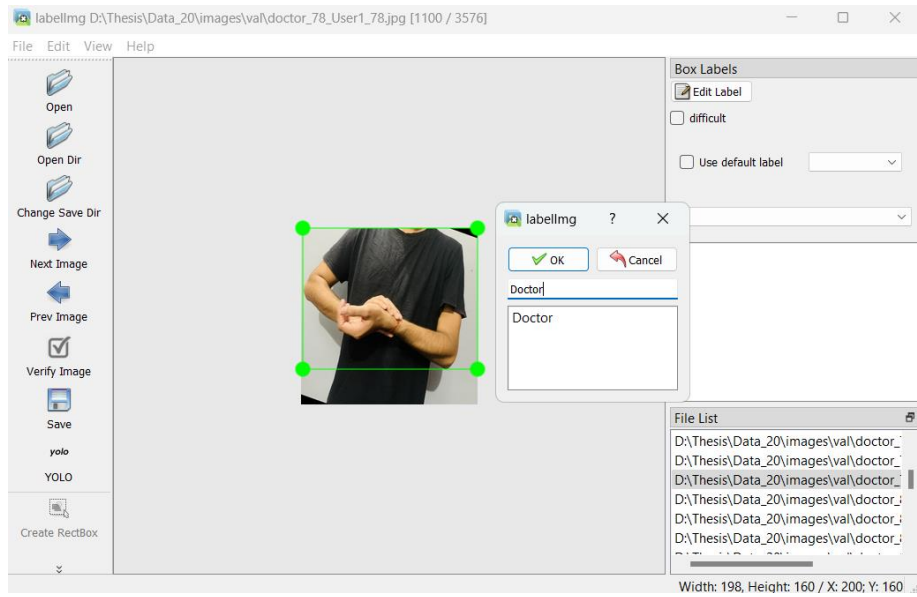 labelImg D:\Thesis\Data_20\images\val\doctor_78_User1_78.jpg [1100 / 3576]
File Edit View Help
Open
Open Dir
Change Save Dir
Next Image
Prev Image
Verify Image
Save
yolo
YOLO
Create RectBox
labelImg ?
OK Cancel
Doctor
Doctor
Box Labels
Edit Label
difficult
Use default label
File List
D:\Thesis\Data_20\images\val\doctor_
D:\Thesis\Data_20\images\val\doctor_
D:\Thesis\Data_20\images\val\doctor_
D:\Thesis\Data_20\images\val\doctor_8
D:\Thesis\Data_20\images\val\doctor_8
D:\Thesis\Data_20\images\val\doctor_8
Width: 198, Height: 160 / X: 200; Y: 160